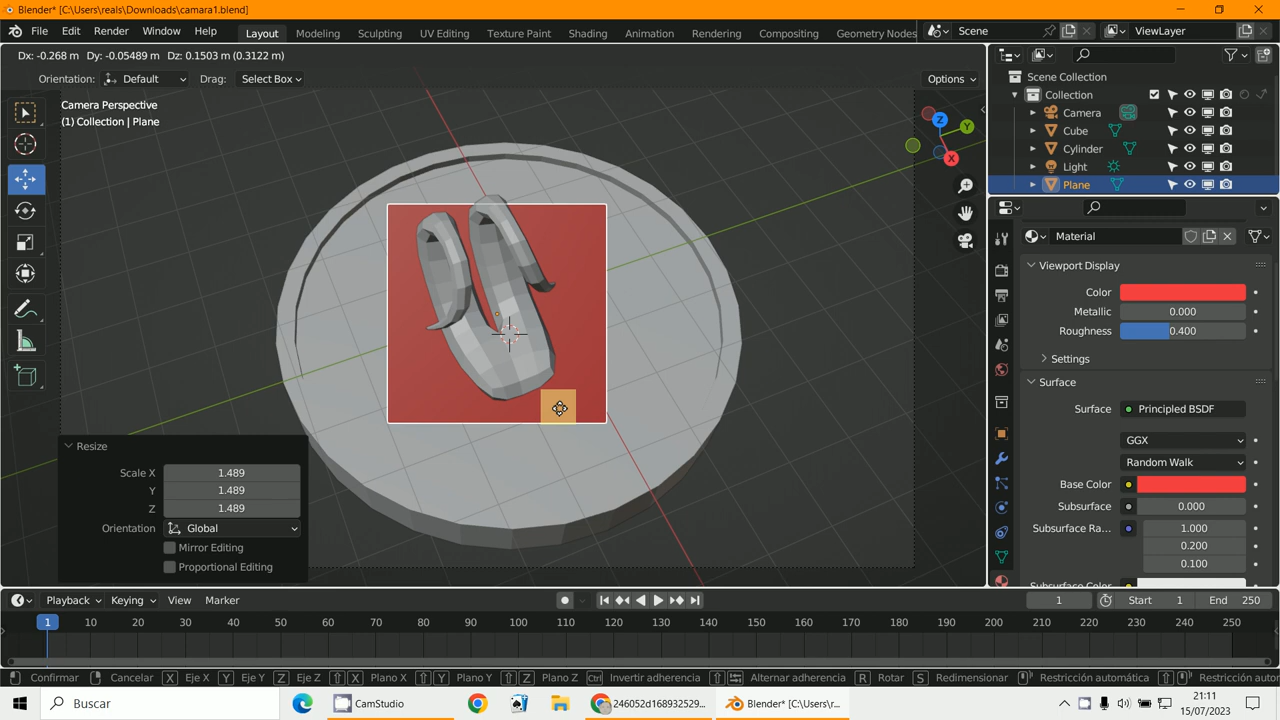 Blender* [C:\Users\reals\Downloads\camara1.blend]
File Edit Render Window Help
Layout Modeling Sculpting UV Editing Texture Paint Shading Animation Rendering Compositing Geometry Nodes
Scene ViewLayer
Dx: -0.268 m Dy: -0.05489 m Dz: 0.1503 m (0.3122 m)
Orientation: Default Drag: Select Box Options
Camera Perspective
(1) Collection | Plane
Z
Y
X
Scene Collection
Collection
Camera
Cube
Cylinder
Light
Plane
Material
Viewport Display
Color
Metallic 0.000
Roughness 0.400
Settings
Surface
Surface Principled BSDF
GGX
Random Walk
Base Color
Subsurface 0.000
Subsurface Ra... 1.000
0.200
0.100
Subsurface Color
Resize
Scale X 1.489
Y 1.489
Z 1.489
Orientation Global
Mirror Editing
Proportional Editing
Playback Keying View Marker
1 Start 1 End 250
1 10 20 30 40 50 60 70 80 90 100 110 120 130 140 150 160 170 180 190 200 210 220 230 240 250
Confirmar Cancelar X Eje X Y Eje Y Z Eje Z X Plano X Y Plano Y Z Plano Z Ctrl Invertir adherencia Alternar adherencia R Rotar S Redimensionar Restricción automática Restricción autom
Buscar
CamStudio
246052d168932529...
Blender* [C:\Users\r...
21:11
15/07/2023